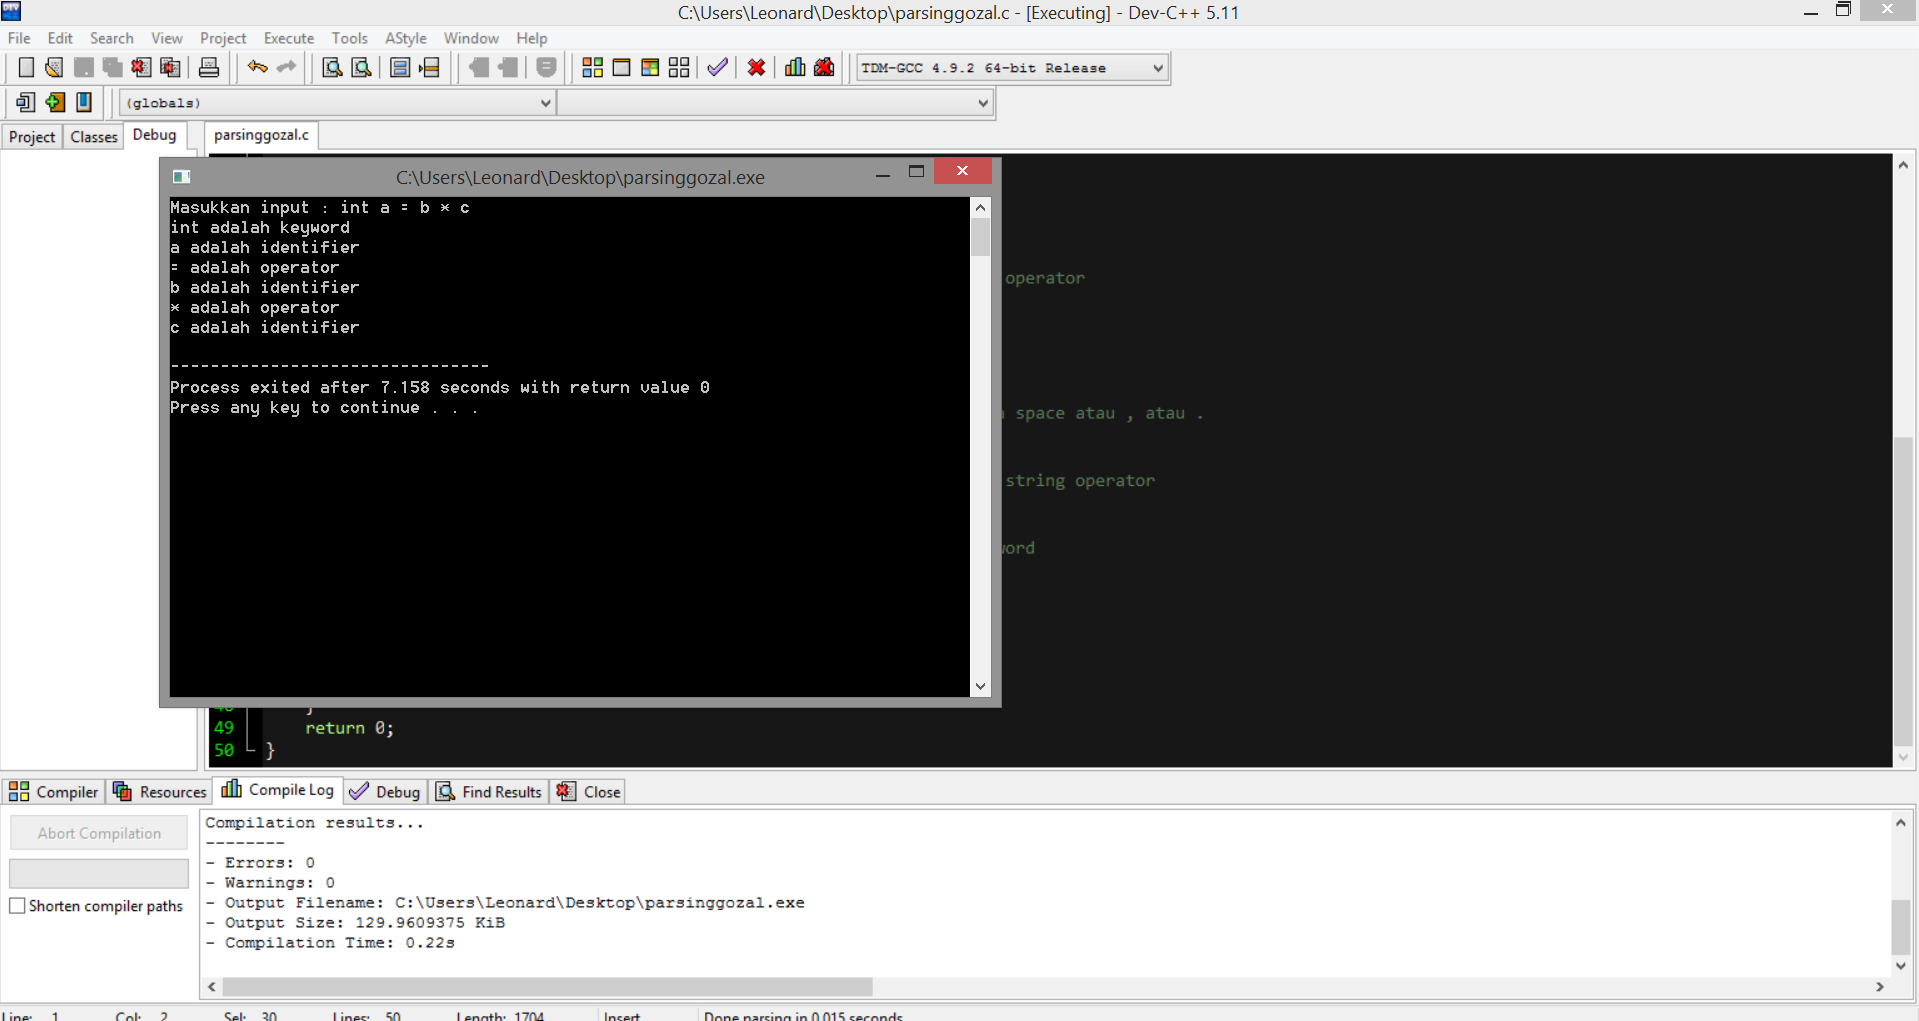 C:\Users\Leonard\Desktop\parsinggozal.c - [Executing] - Dev-C++ 5.11
File Edit Search View Project Execute Tools AStyle Window Help
TDM-GCC 4.9.2 64-bit Release
(globals)
Project Classes Debug parsinggozal.c
C:\Users\Leonard\Desktop\parsinggozal.exe
Masukkan input : int a = b * c
int adalah keyword
a adalah identifier
= adalah operator
b adalah identifier
* adalah operator
c adalah identifier
--------------------------------
Process exited after 7.158 seconds with return value 0
Press any key to continue . . .
operator
space atau , atau .
string operator
49 return 0;
50 }
Compiler Resources Compile Log Debug Find Results Close
Abort Compilation
Shorten compiler paths
Compilation results...
--------
- Errors: 0
- Warnings: 0
- Output Filename: C:\Users\Leonard\Desktop\parsinggozal.exe
- Output Size: 129.9609375 KiB
- Compilation Time: 0.22s
Line: 1 Col: 2 Sel: 30 Lines: 50 Length: 1704 Insert Done parsing in 0.015 seconds